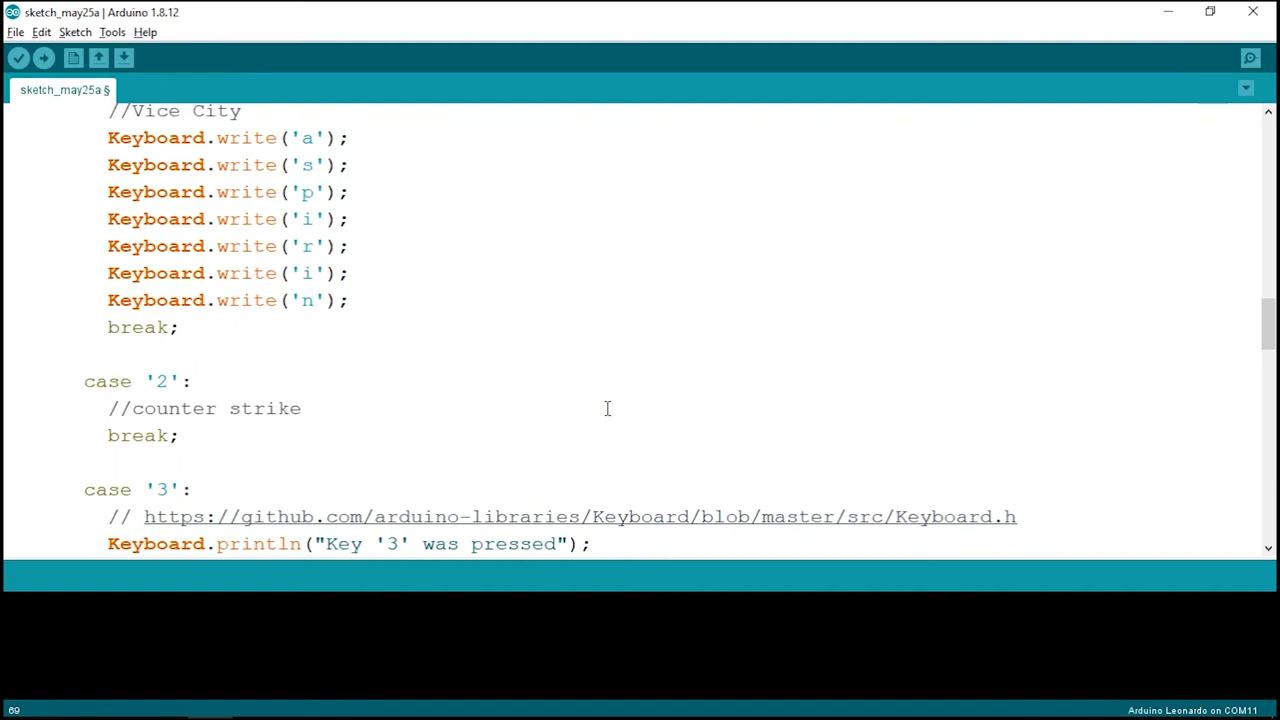 sketch_may25a | Arduino 1.8.12
File Edit Sketch Tools Help
sketch_may25a §
//Vice City
Keyboard.write('a');
Keyboard.write('s');
Keyboard.write('p');
Keyboard.write('i');
Keyboard.write('r');
Keyboard.write('i');
Keyboard.write('n');
break;
case '2':
//counter strike
break;
case '3':
// https://github.com/arduino-libraries/Keyboard/blob/master/src/Keyboard.h
Keyboard.println("Key '3' was pressed");
69
Arduino Leonardo on COM11